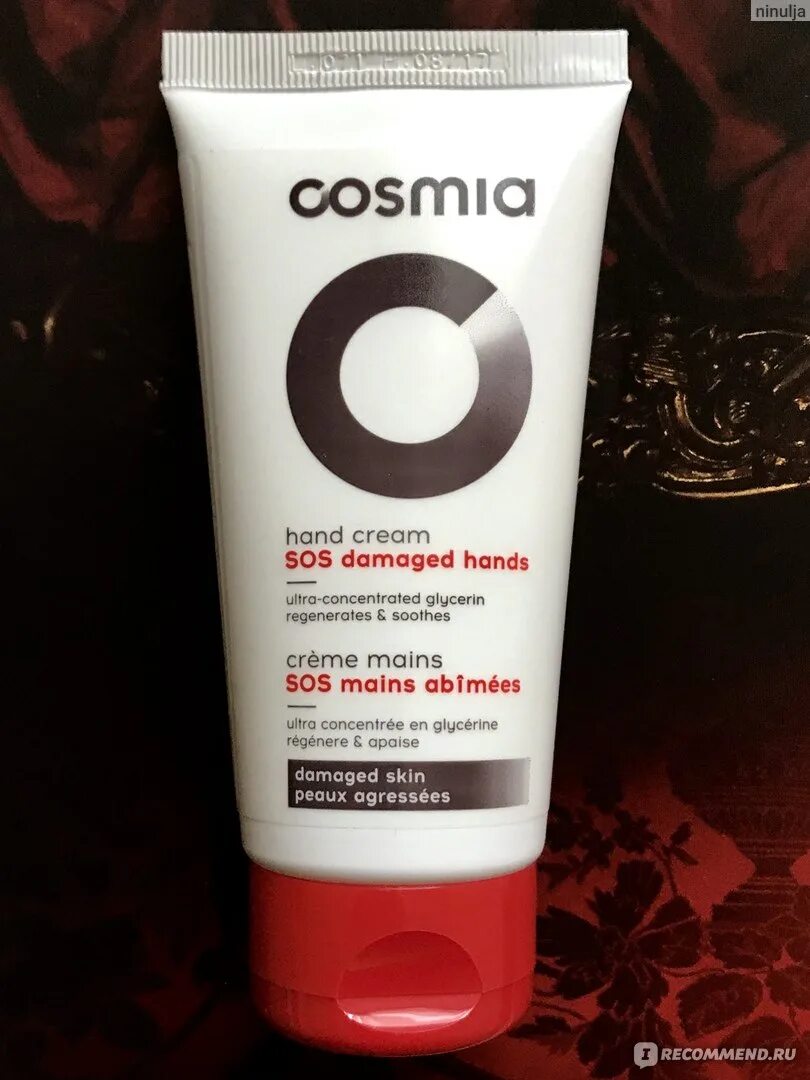 ninulja
cosmia
hand cream
SOS damaged hands
ultra-concentrated glycerin
regenerates & soothes
crème mains
SOS mains abîmées
ultra concentrée en glycérine
régénere & apaise
damaged skin
peaux agressées
I RECOMMEND.RU